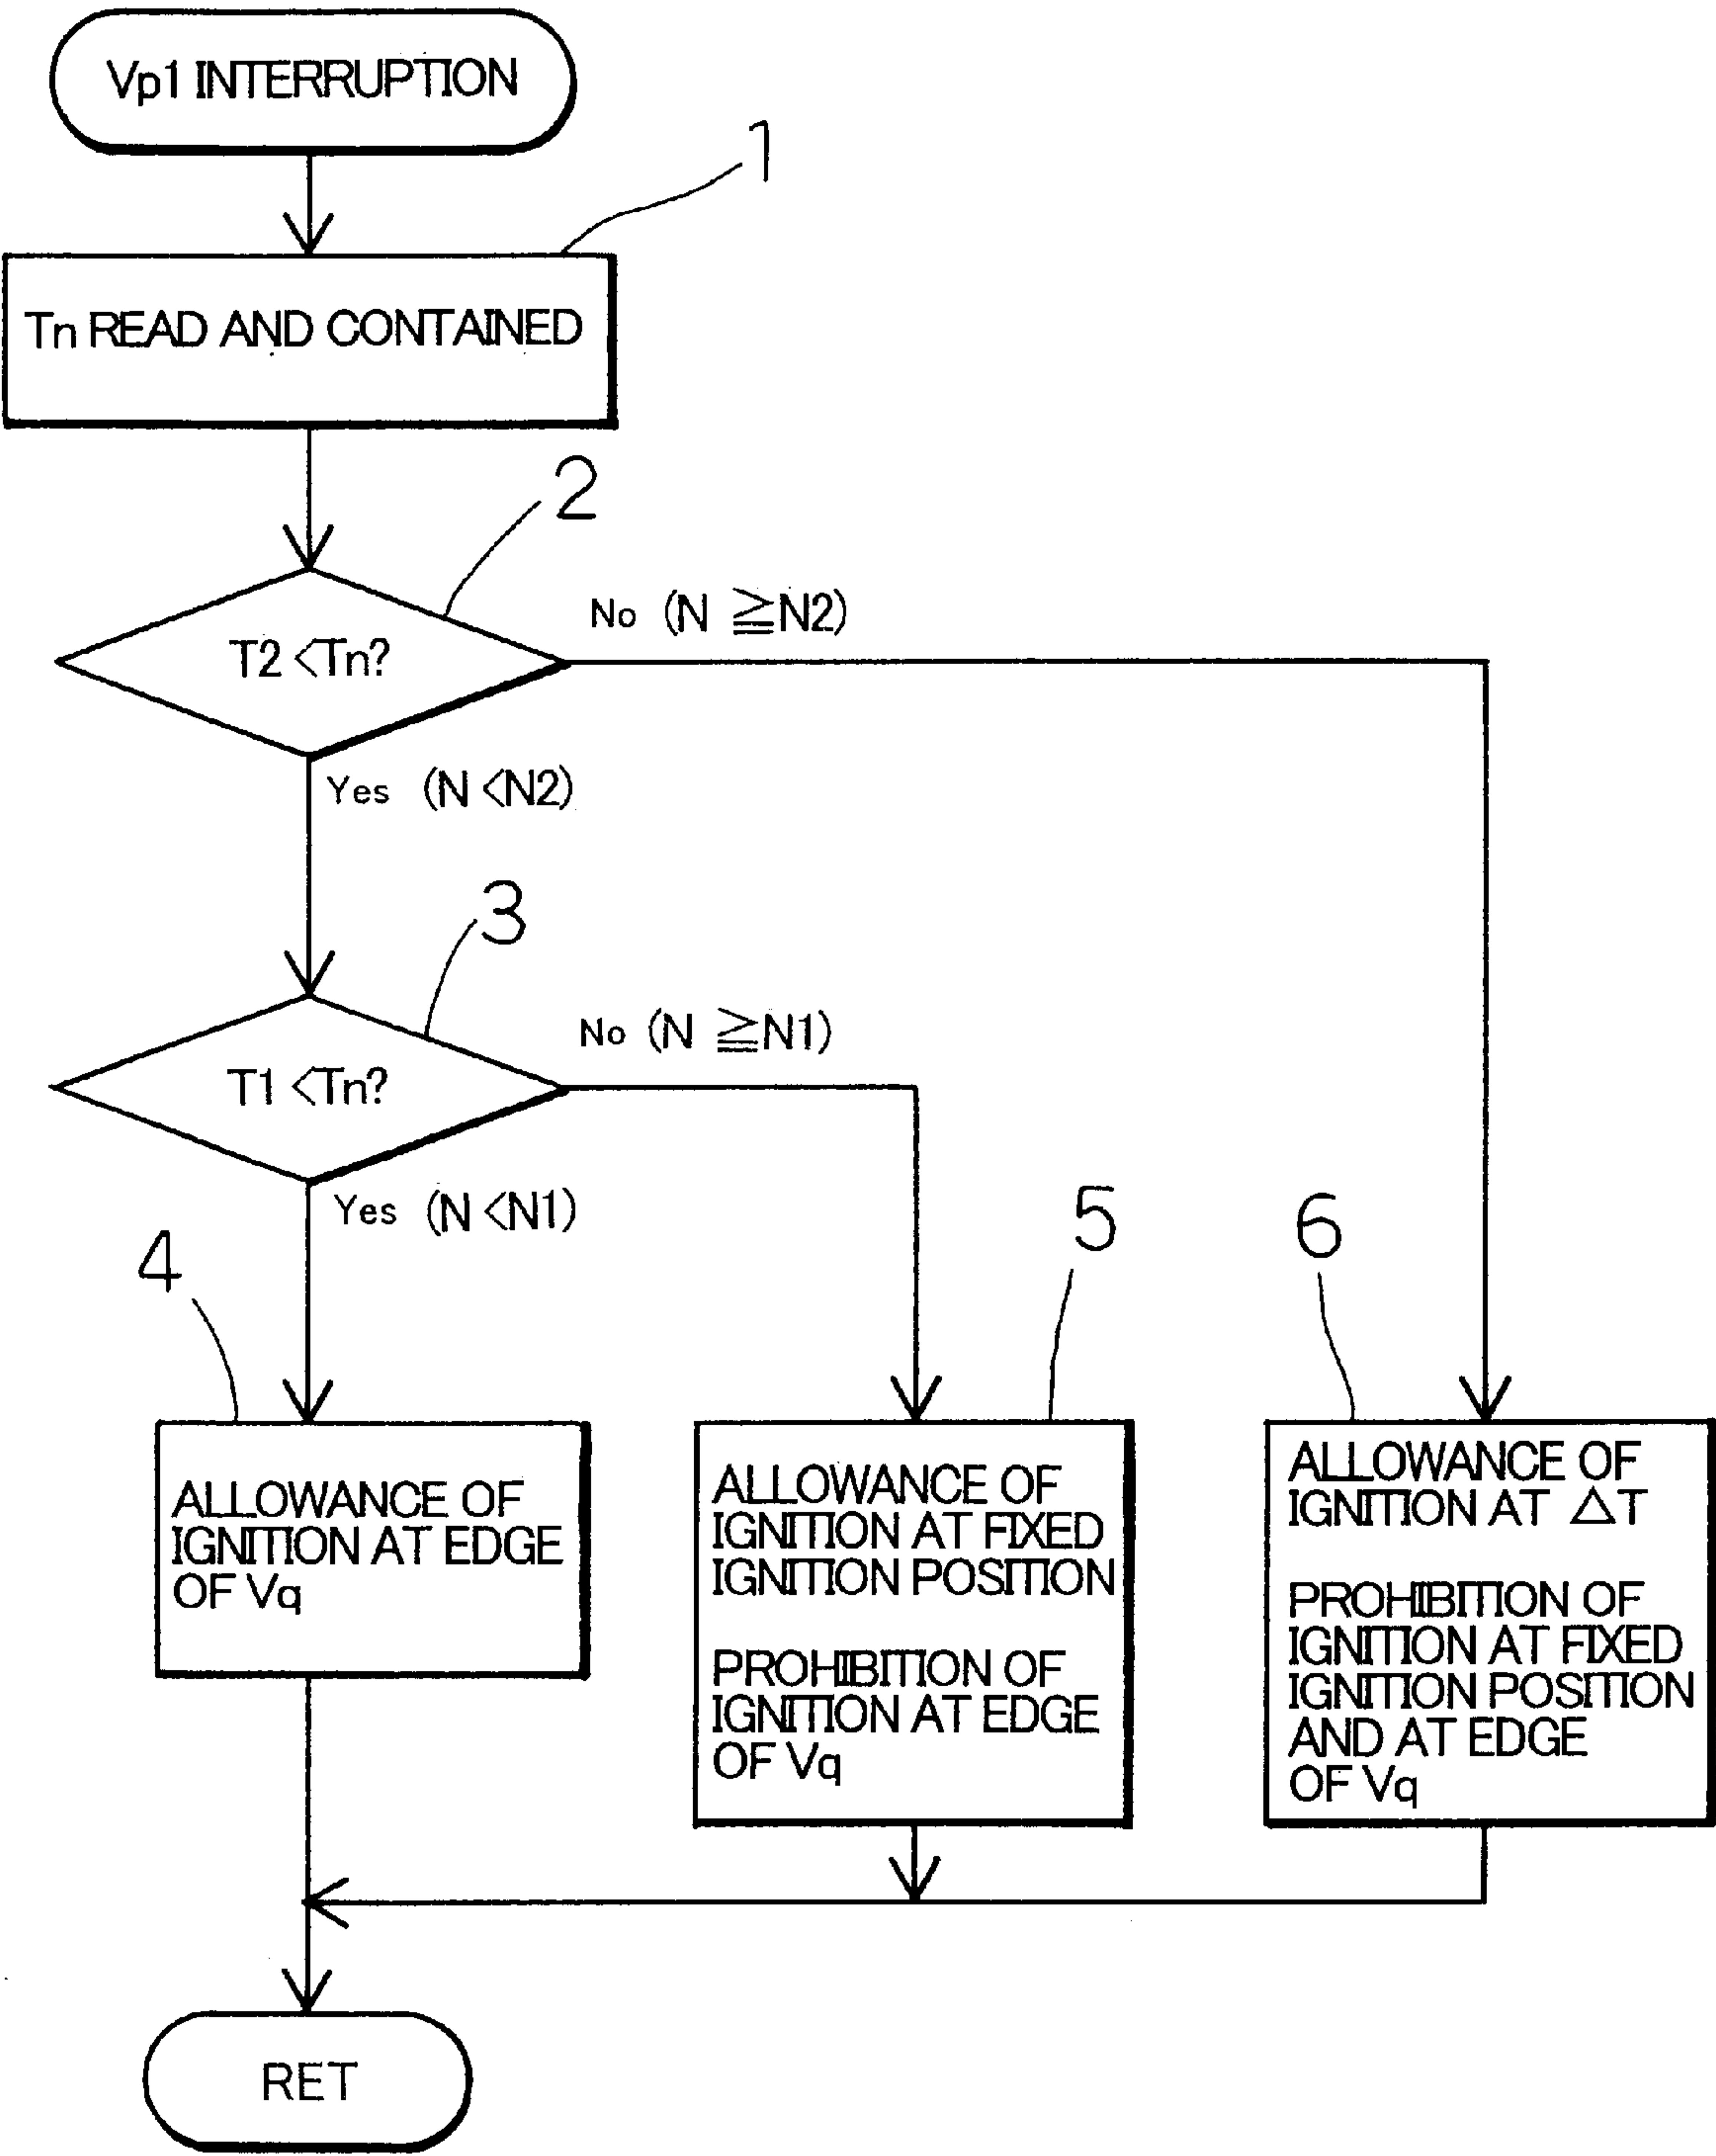 Vp1 INTERRUPTION
1
Tn READ AND CONTAINED
2
No (N ≧N2)
T2 <Tn?
Yes (N <N2)
3
No (N ≧N1)
T1 <Tn?
Yes (N <N1)
4
5
6
ALLOWANCE OF
IGNITION AT EDGE
OF Vq
ALLOWANCE OF
IGNITION AT FIXED
IGNITION POSITION
PROHIBITION OF
IGNITION AT EDGE
OF Vq
ALLOWANCE OF
IGNITION AT △T
PROHIBITION OF
IGNITION AT FIXED
IGNITION POSITION
AND AT EDGE
OF Vq
RET